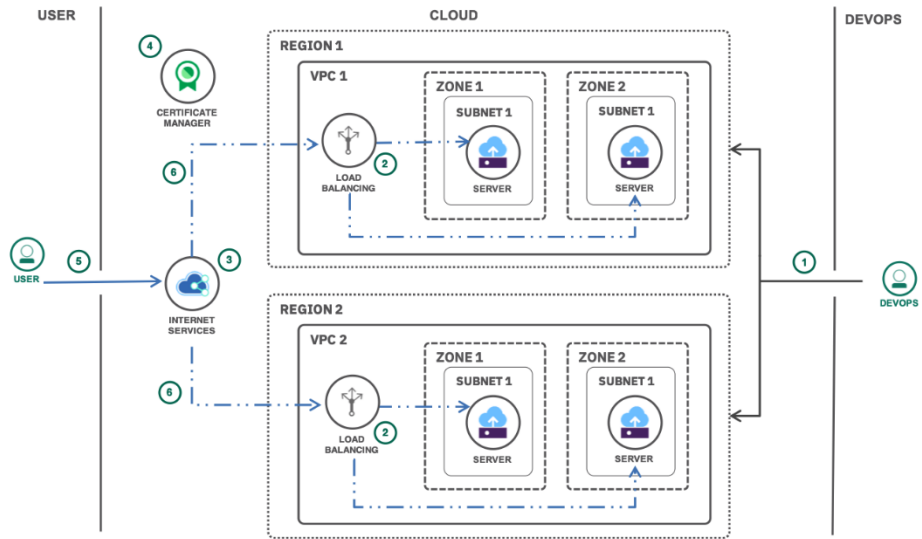 USER
CLOUD
DEVOPS
REGION 1
4
VPC 1
ZONE 1
ZONE 2
CERTIFICATE
MANAGER
SUBNET 1
SUBNET 1
2
6
LOAD
BALANCING
SERVER
SERVER
5
3
1
USER
DEVOPS
INTERNET
SERVICES
REGION 2
VPC 2
ZONE 1
ZONE 2
SUBNET 1
SUBNET 1
6
2
LOAD
BALANCING
SERVER
SERVER